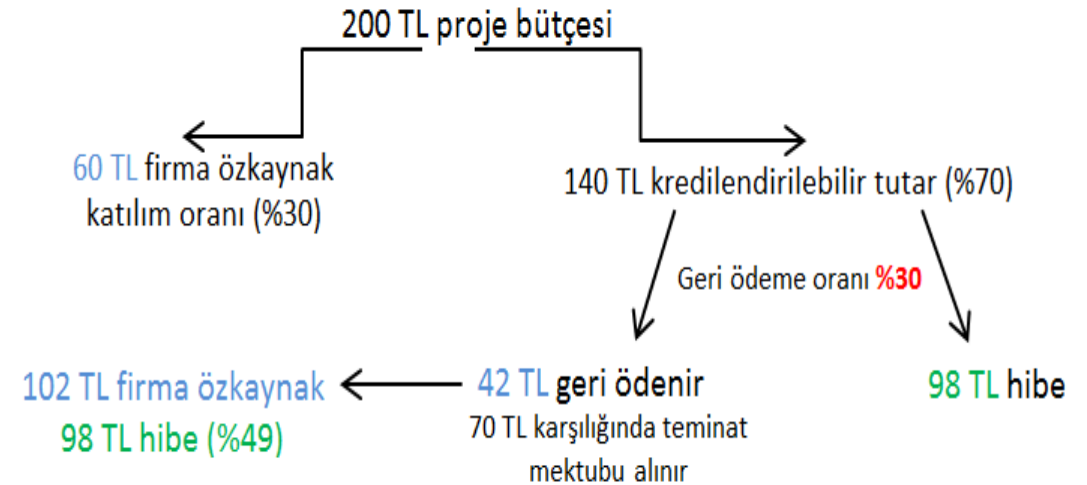 200 TL proje bütçesi
60 TL firma özkaynak
katılım oranı (%30)
140 TL kredilendirilebilir tutar (%70)
Geri ödeme oranı %30
102 TL firma özkaynak
98 TL hibe (%49)
42 TL geri ödenir
70 TL karşılığında teminat
mektubu alınır
98 TL hibe